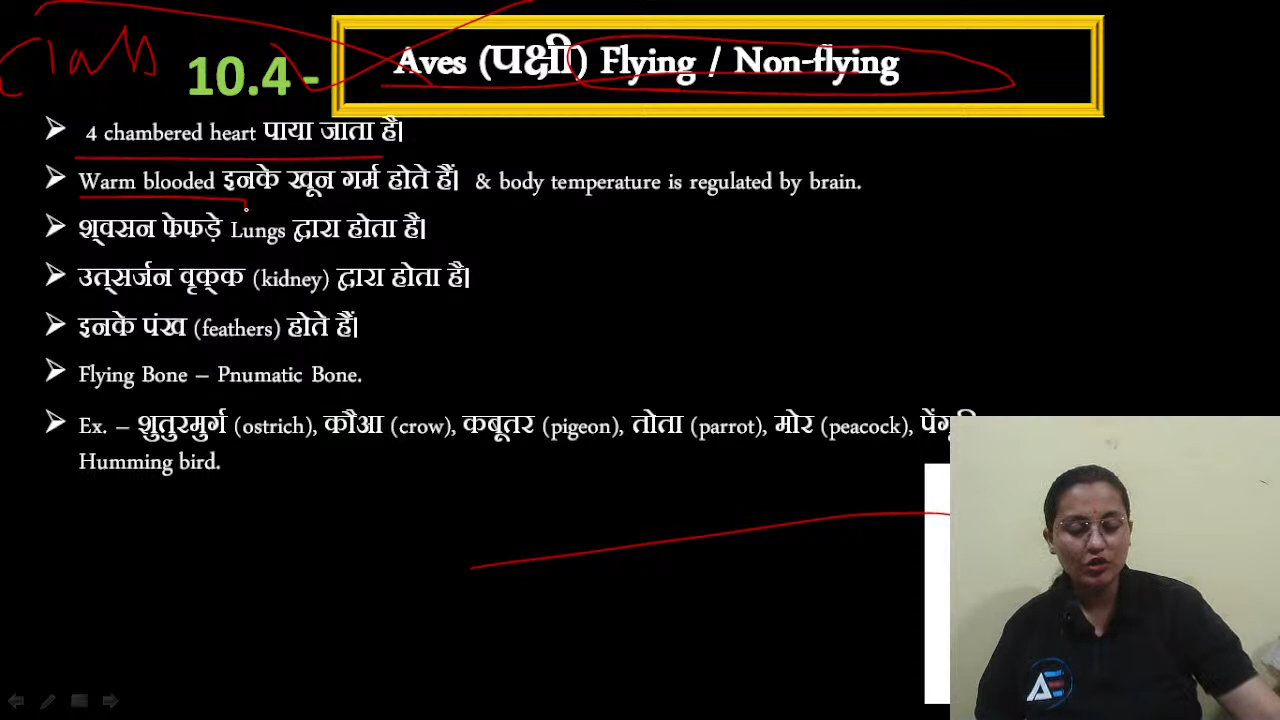 Class
10.4 - Aves (पक्षी) Flying / Non-flying
➢ 4 chambered heart पाया जाता है।
➢ Warm blooded इनके खून गर्म होते हैं। & body temperature is regulated by brain.
➢ श्वसन फेफड़े Lungs द्वारा होता है।
➢ उत्सर्जन वृक्क (kidney) द्वारा होता है।
➢ इनके पंख (feathers) होते हैं।
➢ Flying Bone – Pnumatic Bone.
➢ Ex. – शुतुरमुर्ग (ostrich), कौआ (crow), कबूतर (pigeon), तोता (parrot), मोर (peacock),
Humming bird.
AE